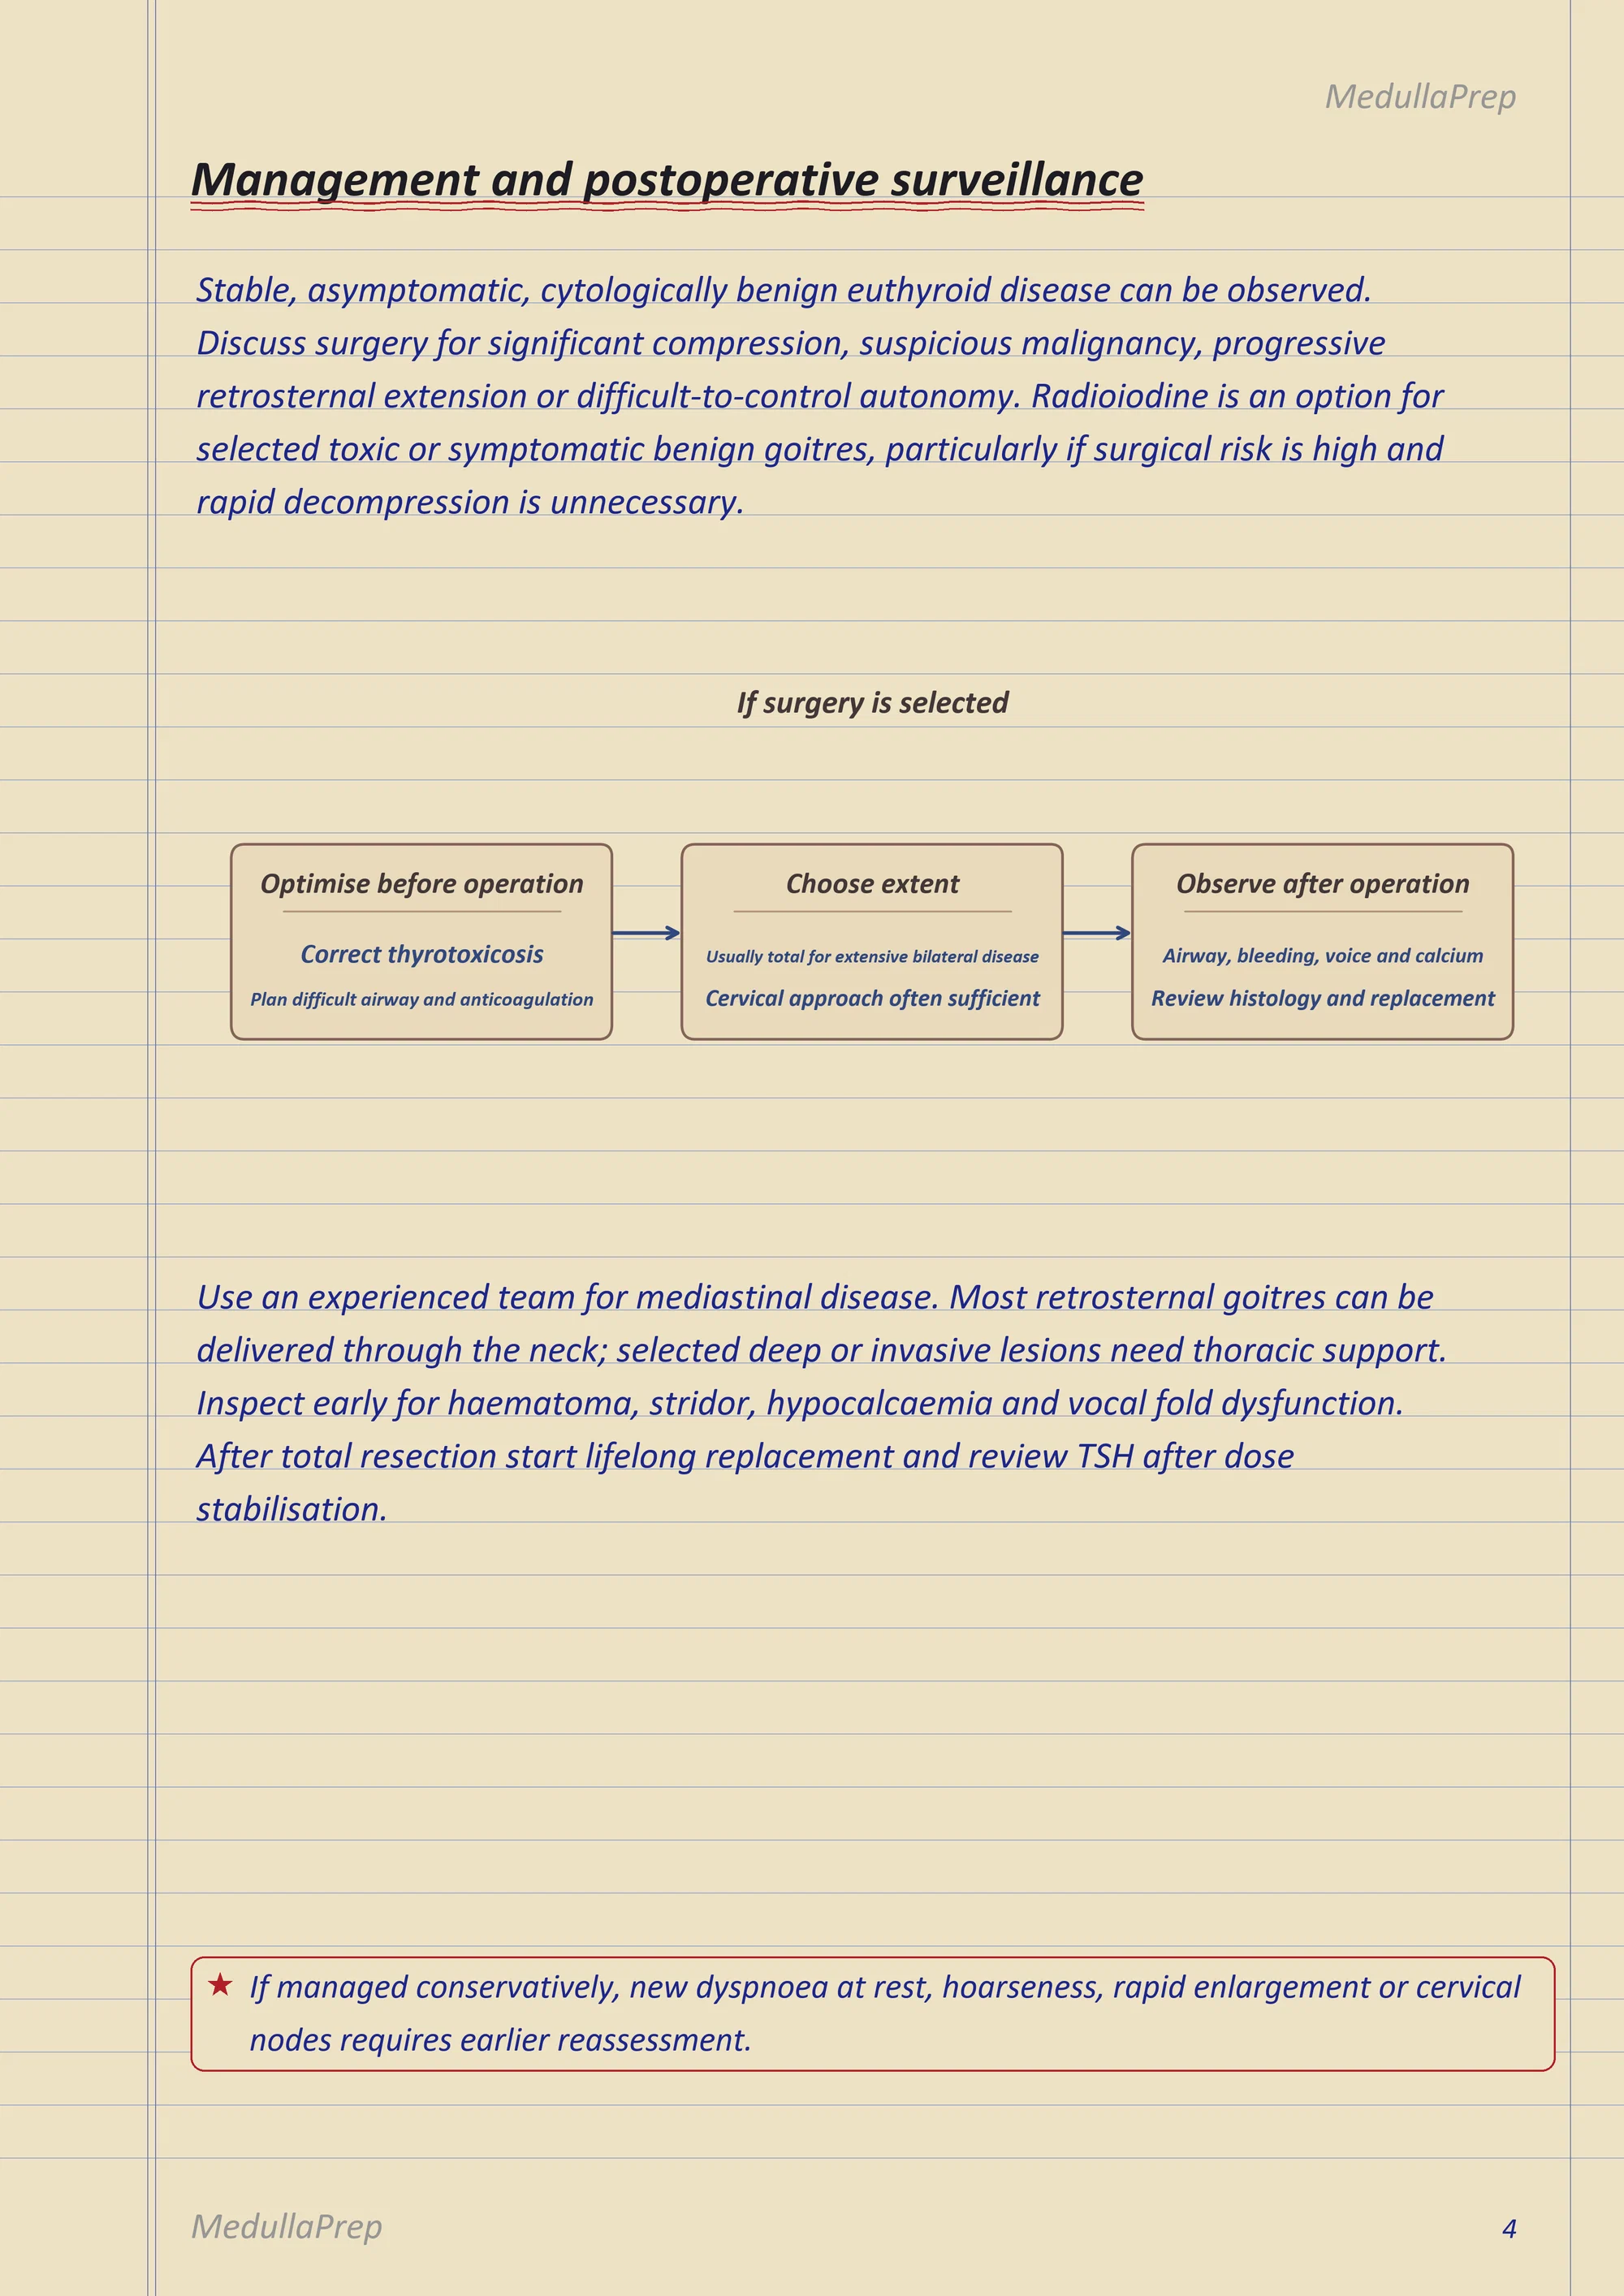 MedullaPrep
Management and postoperative surveillance
Stable, asymptomatic, cytologically benign euthyroid disease can be observed.
Discuss surgery for significant compression, suspicious malignancy, progressive
retrosternal extension or difficult-to-control autonomy. Radioiodine is an option for
selected toxic or symptomatic benign goitres, particularly if surgical risk is high and
rapid decompression is unnecessary.
If surgery is selected
Optimise before operation
Correct thyrotoxicosis
Plan difficult airway and anticoagulation
Choose extent
Usually total for extensive bilateral disease
Cervical approach often sufficient
Observe after operation
Airway, bleeding, voice and calcium
Review histology and replacement
Use an experienced team for mediastinal disease. Most retrosternal goitres can be
delivered through the neck; selected deep or invasive lesions need thoracic support.
Inspect early for haematoma, stridor, hypocalcaemia and vocal fold dysfunction.
After total resection start lifelong replacement and review TSH after dose
stabilisation.
★ If managed conservatively, new dyspnoea at rest, hoarseness, rapid enlargement or cervical
nodes requires earlier reassessment.
MedullaPrep
4